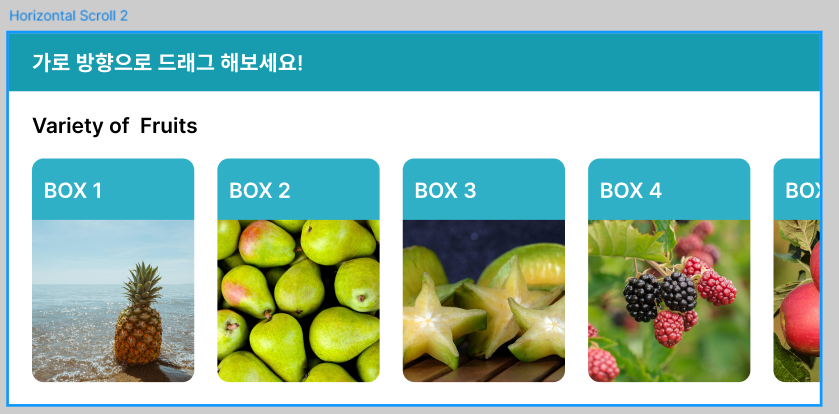 Horizontal Scroll 2
가로 방향으로 드래그 해보세요!
Variety of  Fruits
BOX 1
BOX 2
BOX 3
BOX 4
BOX